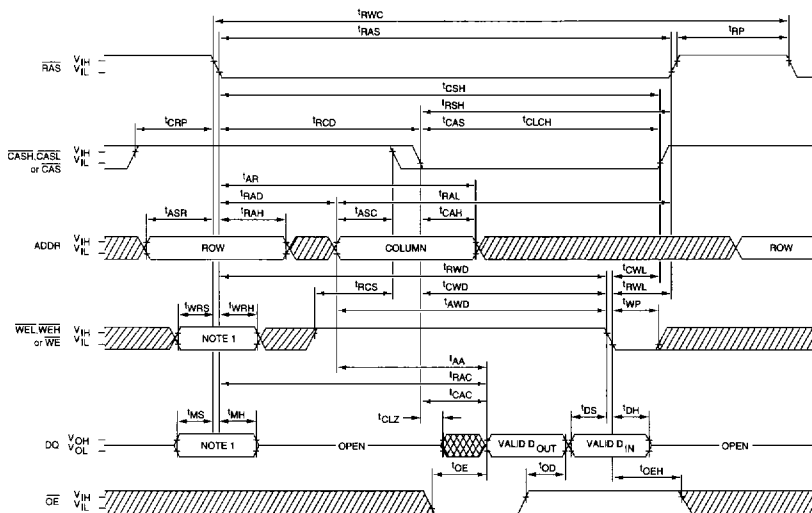 tRWC
tRAS tRP
RAS VIH
VIL
tCSH
tRSH
tCRP tRCD tCAS tCLCH
CASH,CASL VIH
or CAS VIL
tAR
tRAD tRAL
tASR tRAH tASC tCAH
ADDR VIH ROW COLUMN ROW
VIL
tRWD tCWL
tRCS tCWD tRWL
tWRS tWRH tAWD tWP
WEL,WEH VIH NOTE 1
or WE VIL
tAA
tRAC
tCAC
tMS tMH tCLZ tDS tDH
DQ VOH NOTE 1 OPEN VALID DOUT VALID DIN OPEN
VOL
tOE tOD tOEH
OE VIH
VIL